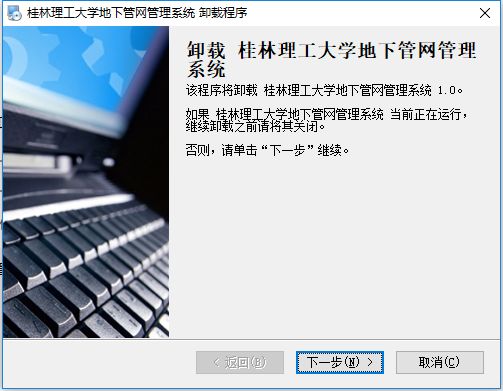 桂林理工大学地下管网管理系统 卸载程序
卸载 桂林理工大学地下管网管理
系统
该程序将卸载 桂林理工大学地下管网管理系统 1.0。
如果 桂林理工大学地下管网管理系统 当前正在运行，
继续卸载之前请将其关闭。
否则，请单击“下一步”继续。
< 返回(B)
下一步(N) >
取消(C)